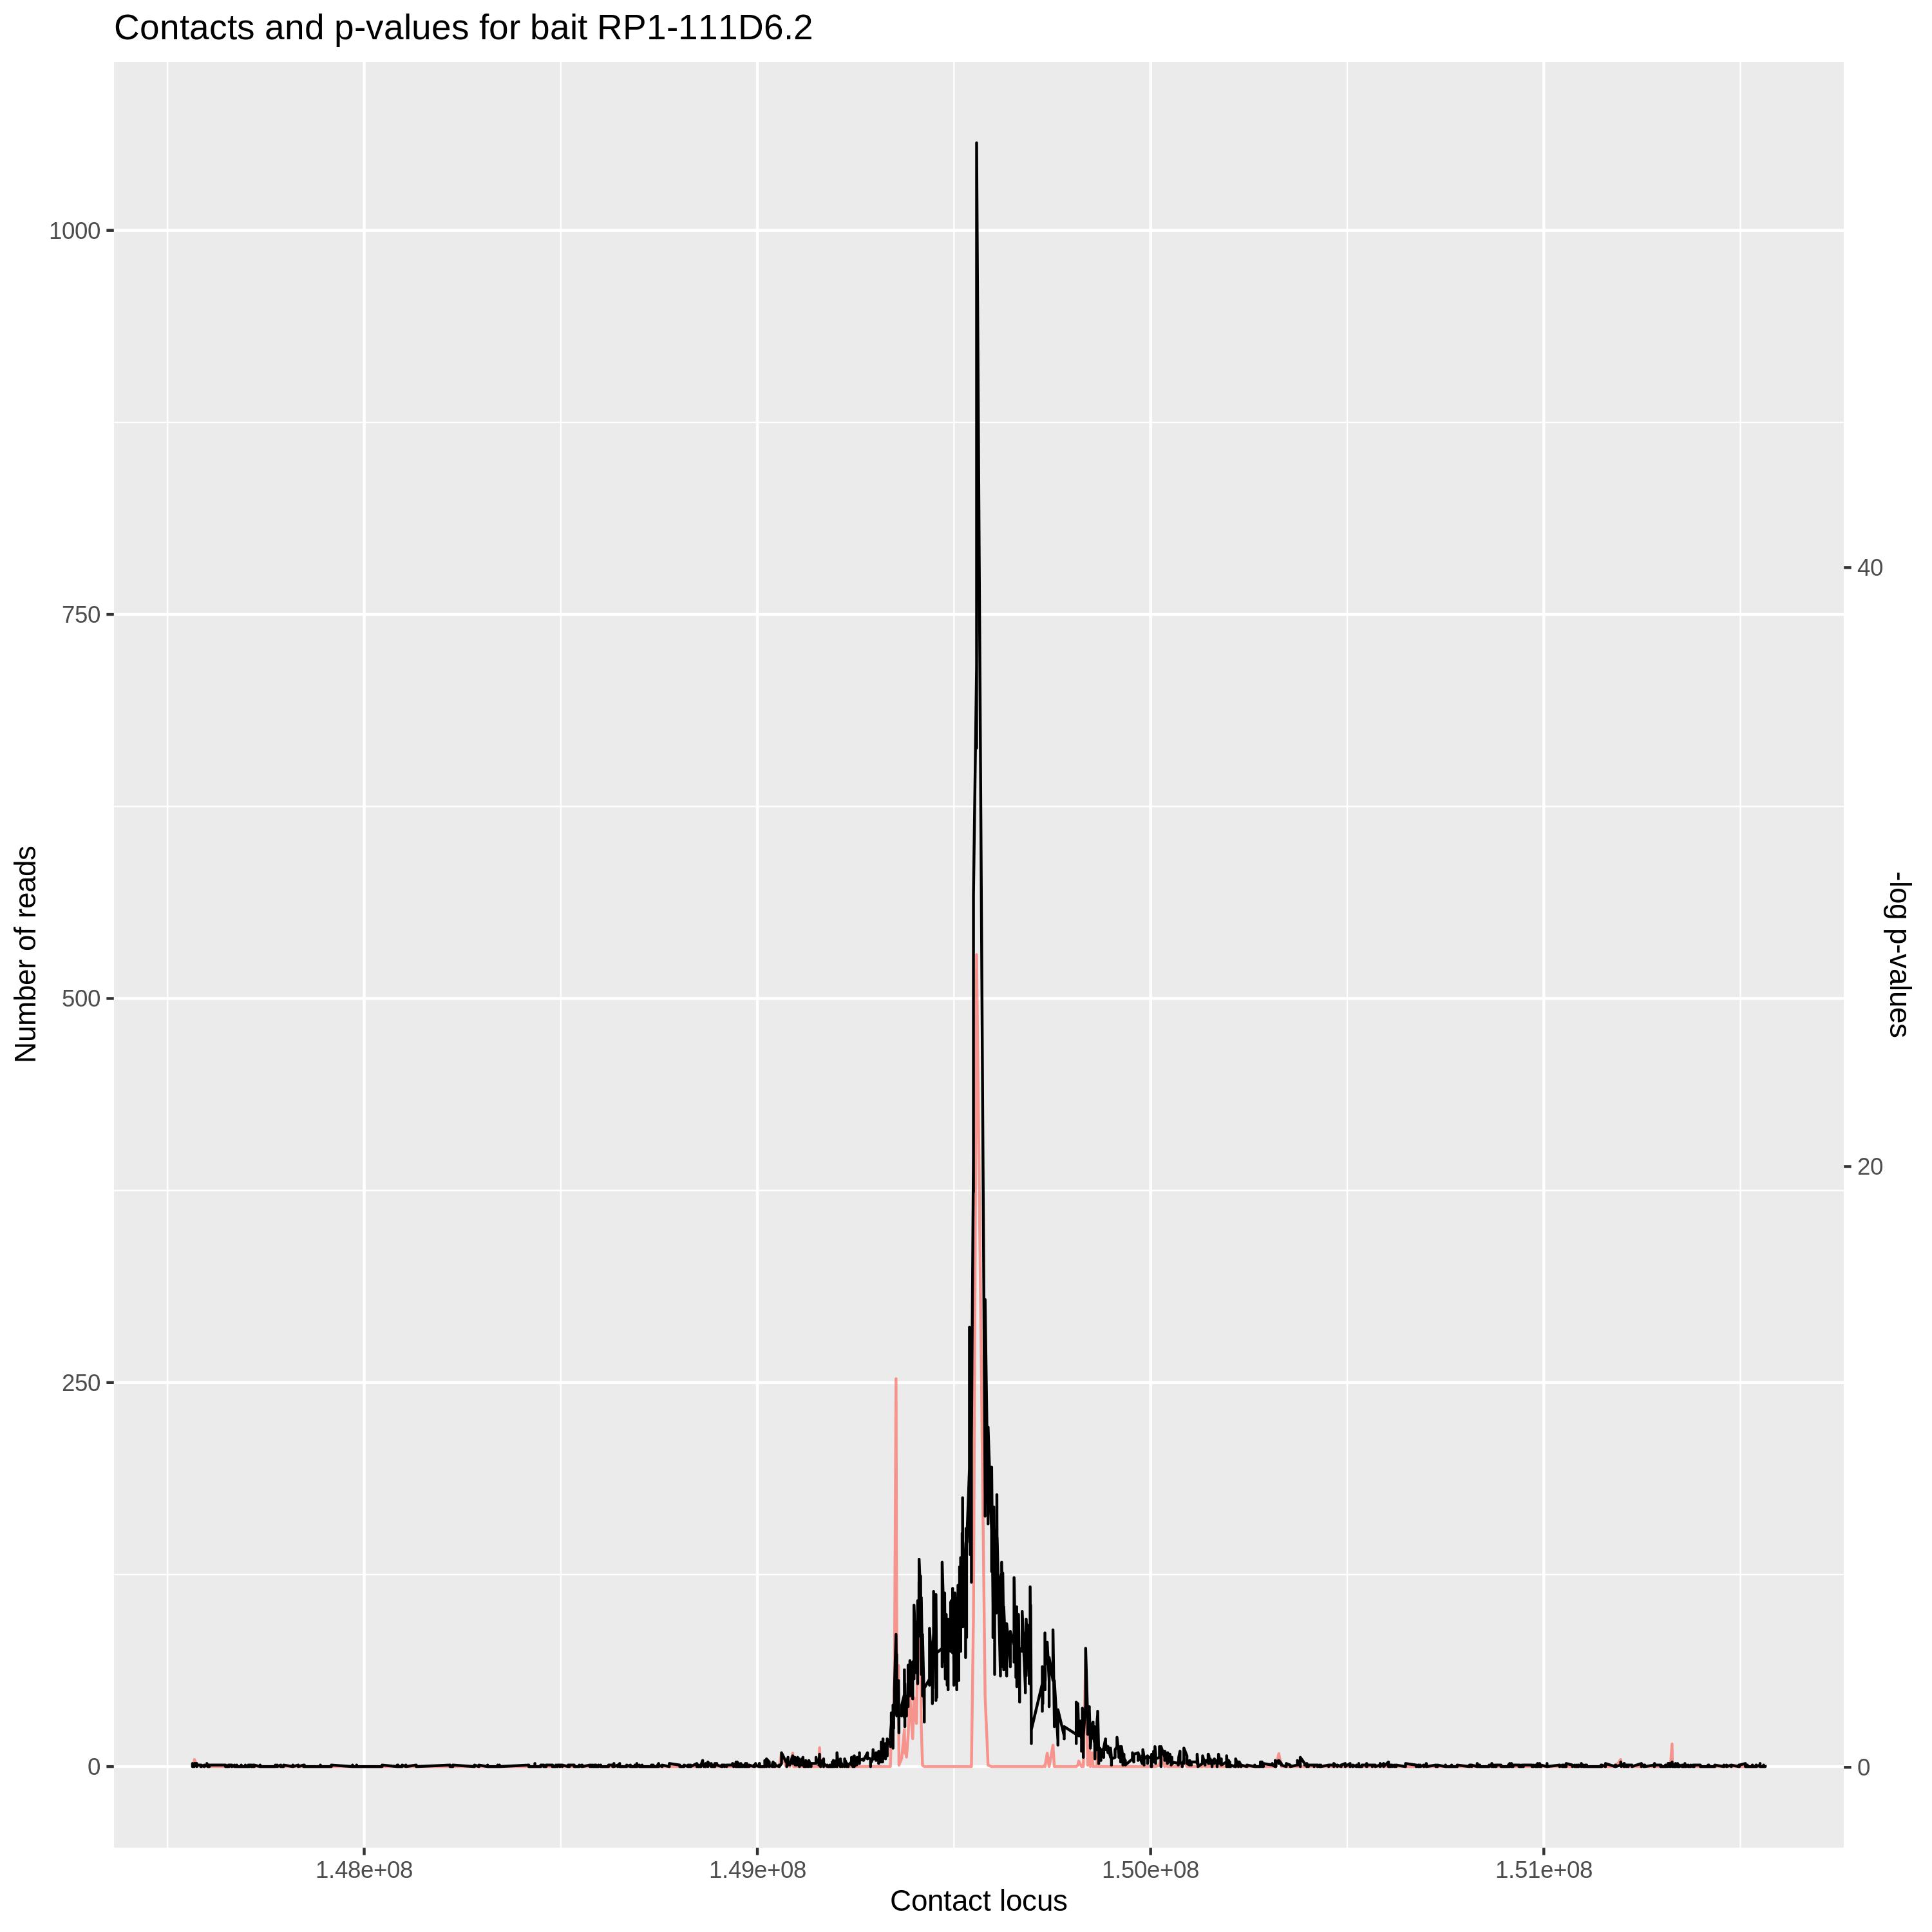 Contacts and p-values for bait RP1-111D6.2
1000
750
500
250
0
Number of reads
40
20
0
-log p-values
1.48e+08
1.49e+08
1.50e+08
1.51e+08
Contact locus